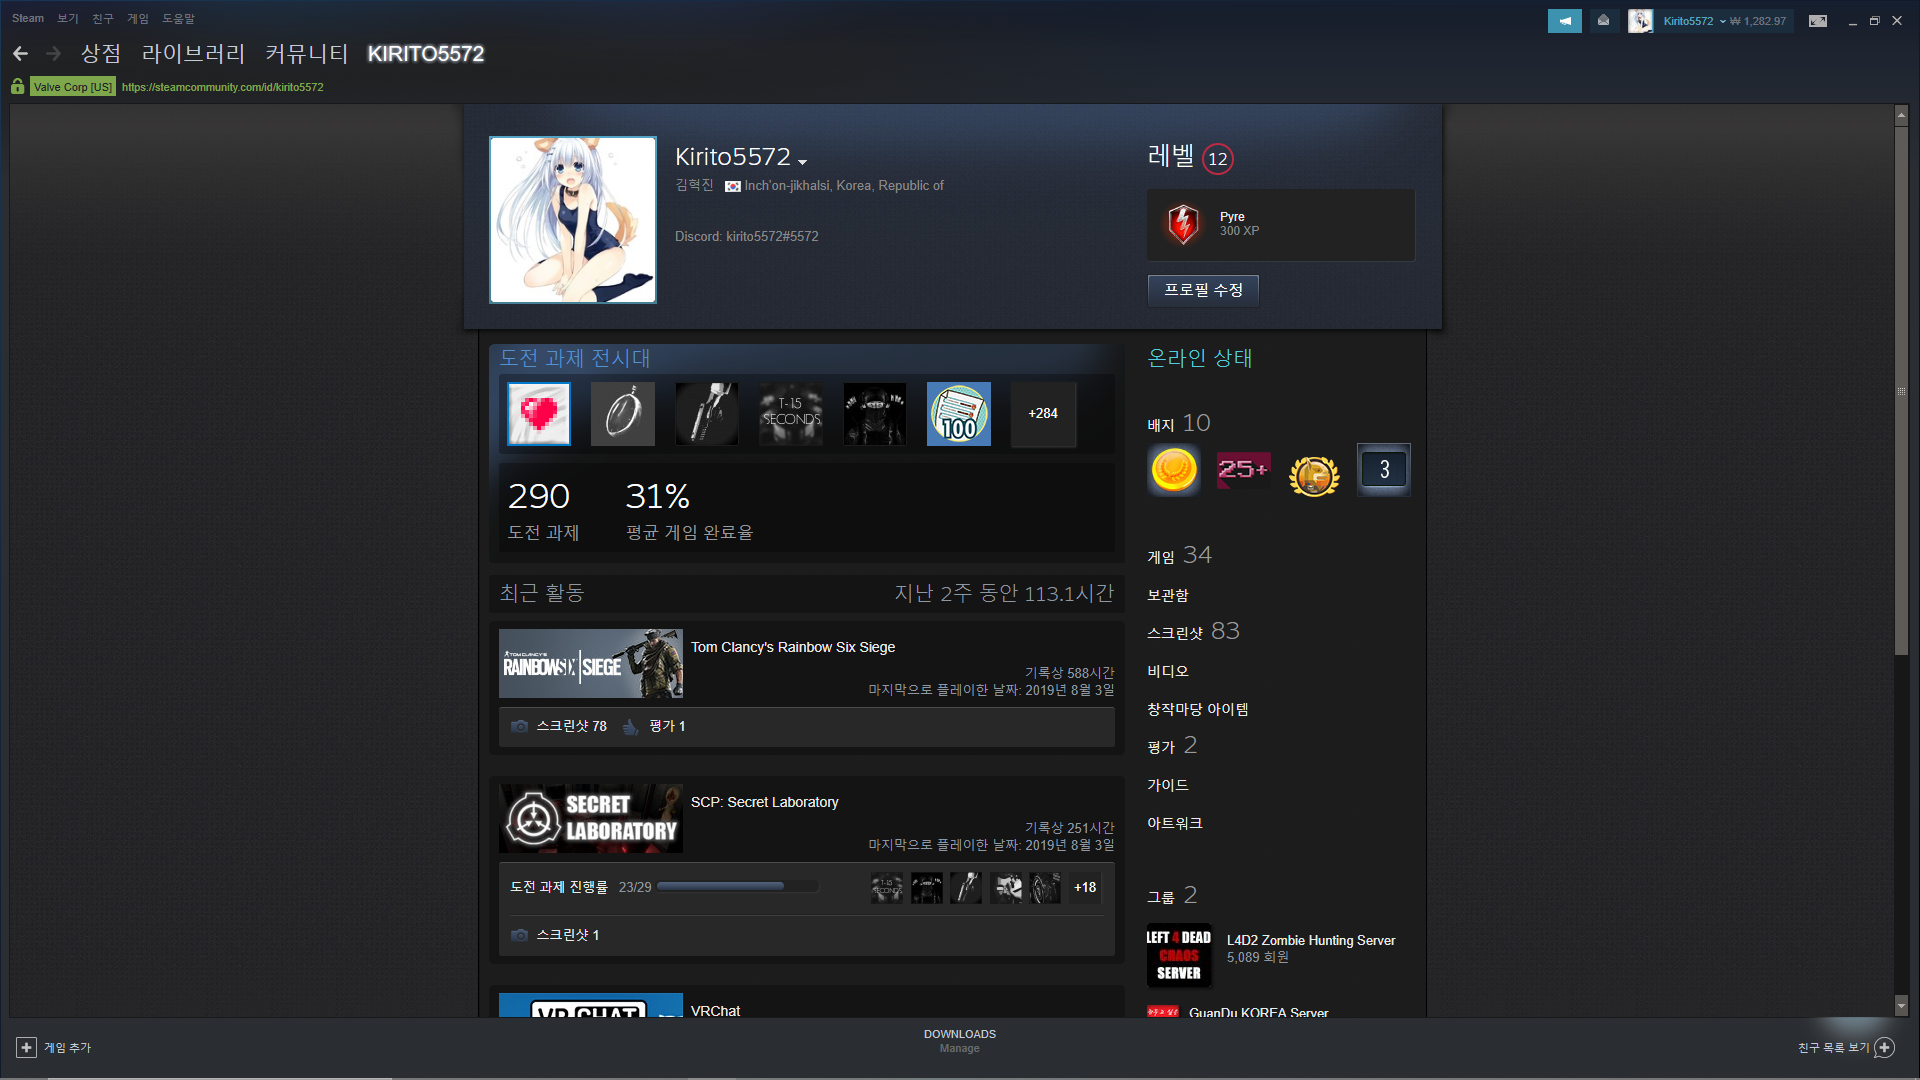 Steam 보기 친구 게임 도움말
Kirito5572 ₩ 1,282.97
상점 라이브러리 커뮤니티 KIRITO5572
Valve Corp [US] https://steamcommunity.com/id/kirito5572
Kirito5572
김혁진 Inch'on-jikhalsi, Korea, Republic of
Discord: kirito5572#5572
레벨 12
Pyre
300 XP
프로필 수정
도전 과제 전시대
T-15
SECONDS
100
+284
290
도전 과제
31%
평균 게임 완료율
최근 활동 지난 2주 동안 113.1시간
TOM CLANCY'S
RAINBOWSIX SIEGE
Tom Clancy's Rainbow Six Siege
기록상 588시간
마지막으로 플레이한 날짜: 2019년 8월 3일
스크린샷 78 평가 1
SECRET
LABORATORY
SCP: Secret Laboratory
기록상 251시간
마지막으로 플레이한 날짜: 2019년 8월 3일
도전 과제 진행률 23/29
T-15
SECONDS
+18
스크린샷 1
VRCHAT
VRChat
온라인 상태
배지 10
25+
3
게임 34
보관함
스크린샷 83
비디오
창작마당 아이템
평가 2
가이드
아트워크
그룹 2
LEFT 4 DEAD
CHAOS
SERVER
L4D2 Zombie Hunting Server
5,089 회원
GuanDu KOREA Server
게임 추가
DOWNLOADS
Manage
친구 목록 보기